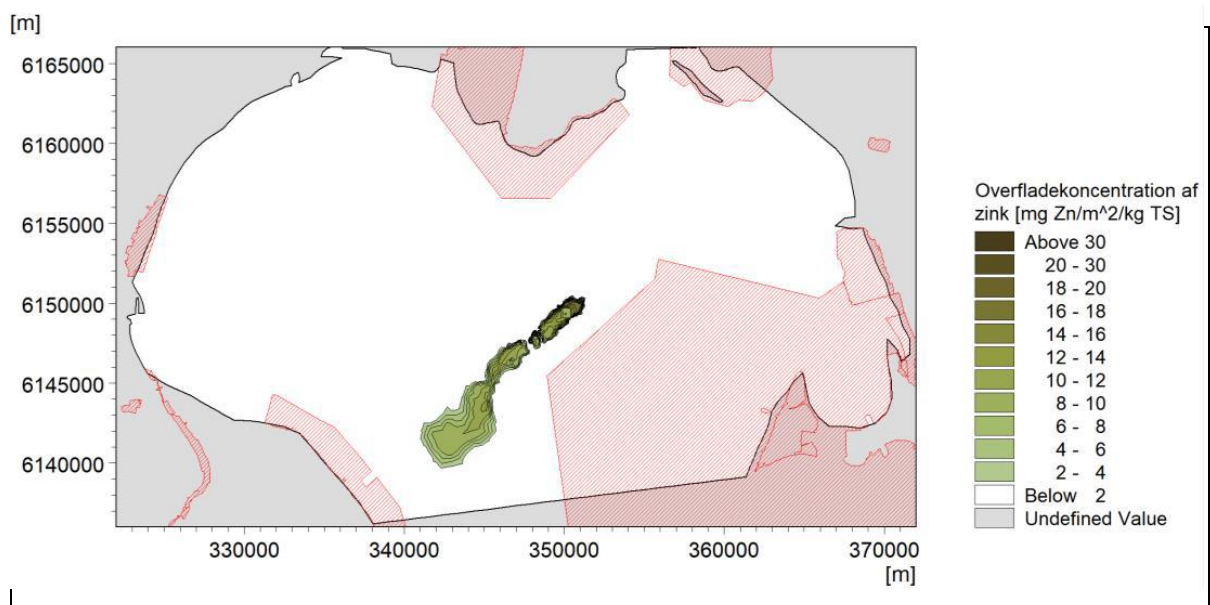 [m]
6165000
6160000
6155000
6150000
6145000
6140000
330000 340000 350000 360000 370000
[m]
Overfladekoncentration af
zink [mg Zn/m^2/kg TS]
Above 30
20 - 30
18 - 20
16 - 18
14 - 16
12 - 14
10 - 12
8 - 10
6 - 8
4 - 6
2 - 4
Below 2
Undefined Value